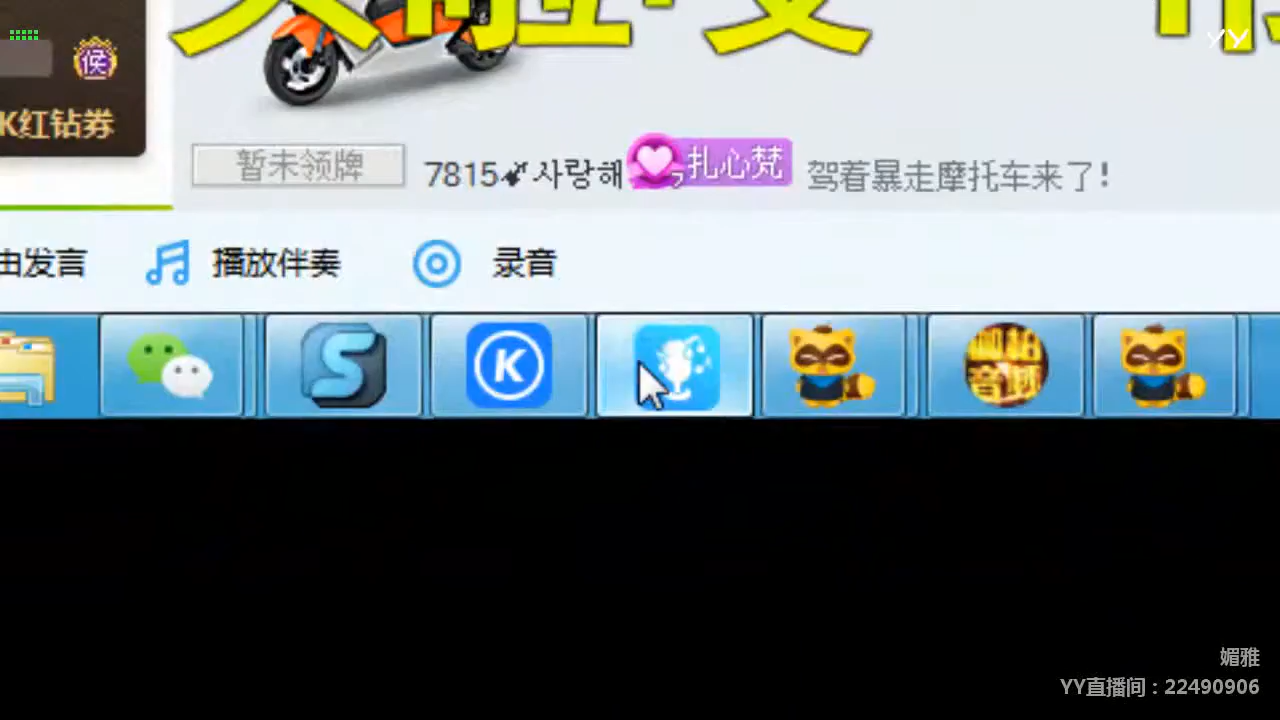 YY
侯
K红钻券
暂未领牌 7815 사랑해 扎心梵 驾着暴走摩托车来了！
由发言 播放伴奏 录音
S K
媚雅
YY直播间：22490906